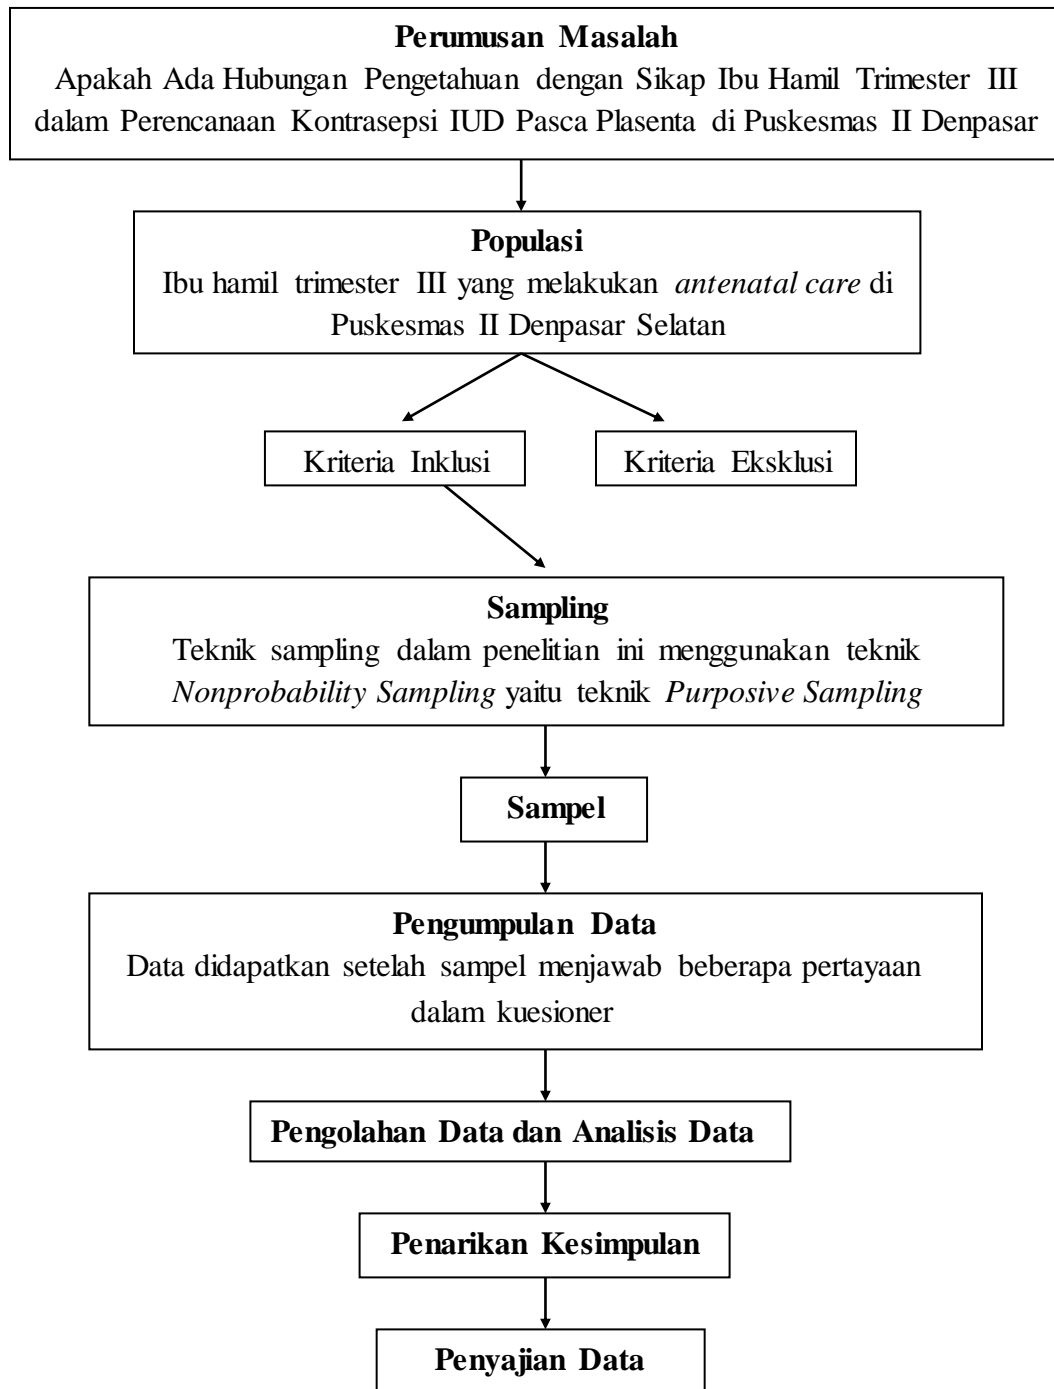 Perumusan Masalah
Apakah Ada Hubungan Pengetahuan dengan Sikap Ibu Hamil Trimester III
dalam Perencanaan Kontrasepsi IUD Pasca Plasenta di Puskesmas II Denpasar
Populasi
Ibu hamil trimester III yang melakukan antenatal care di
Puskesmas II Denpasar Selatan
Kriteria Inklusi
Kriteria Eksklusi
Sampling
Teknik sampling dalam penelitian ini menggunakan teknik
Nonprobability Sampling yaitu teknik Purposive Sampling
Sampel
Pengumpulan Data
Data didapatkan setelah sampel menjawab beberapa pertayaan
dalam kuesioner
Pengolahan Data dan Analisis Data
Penarikan Kesimpulan
Penyajian Data